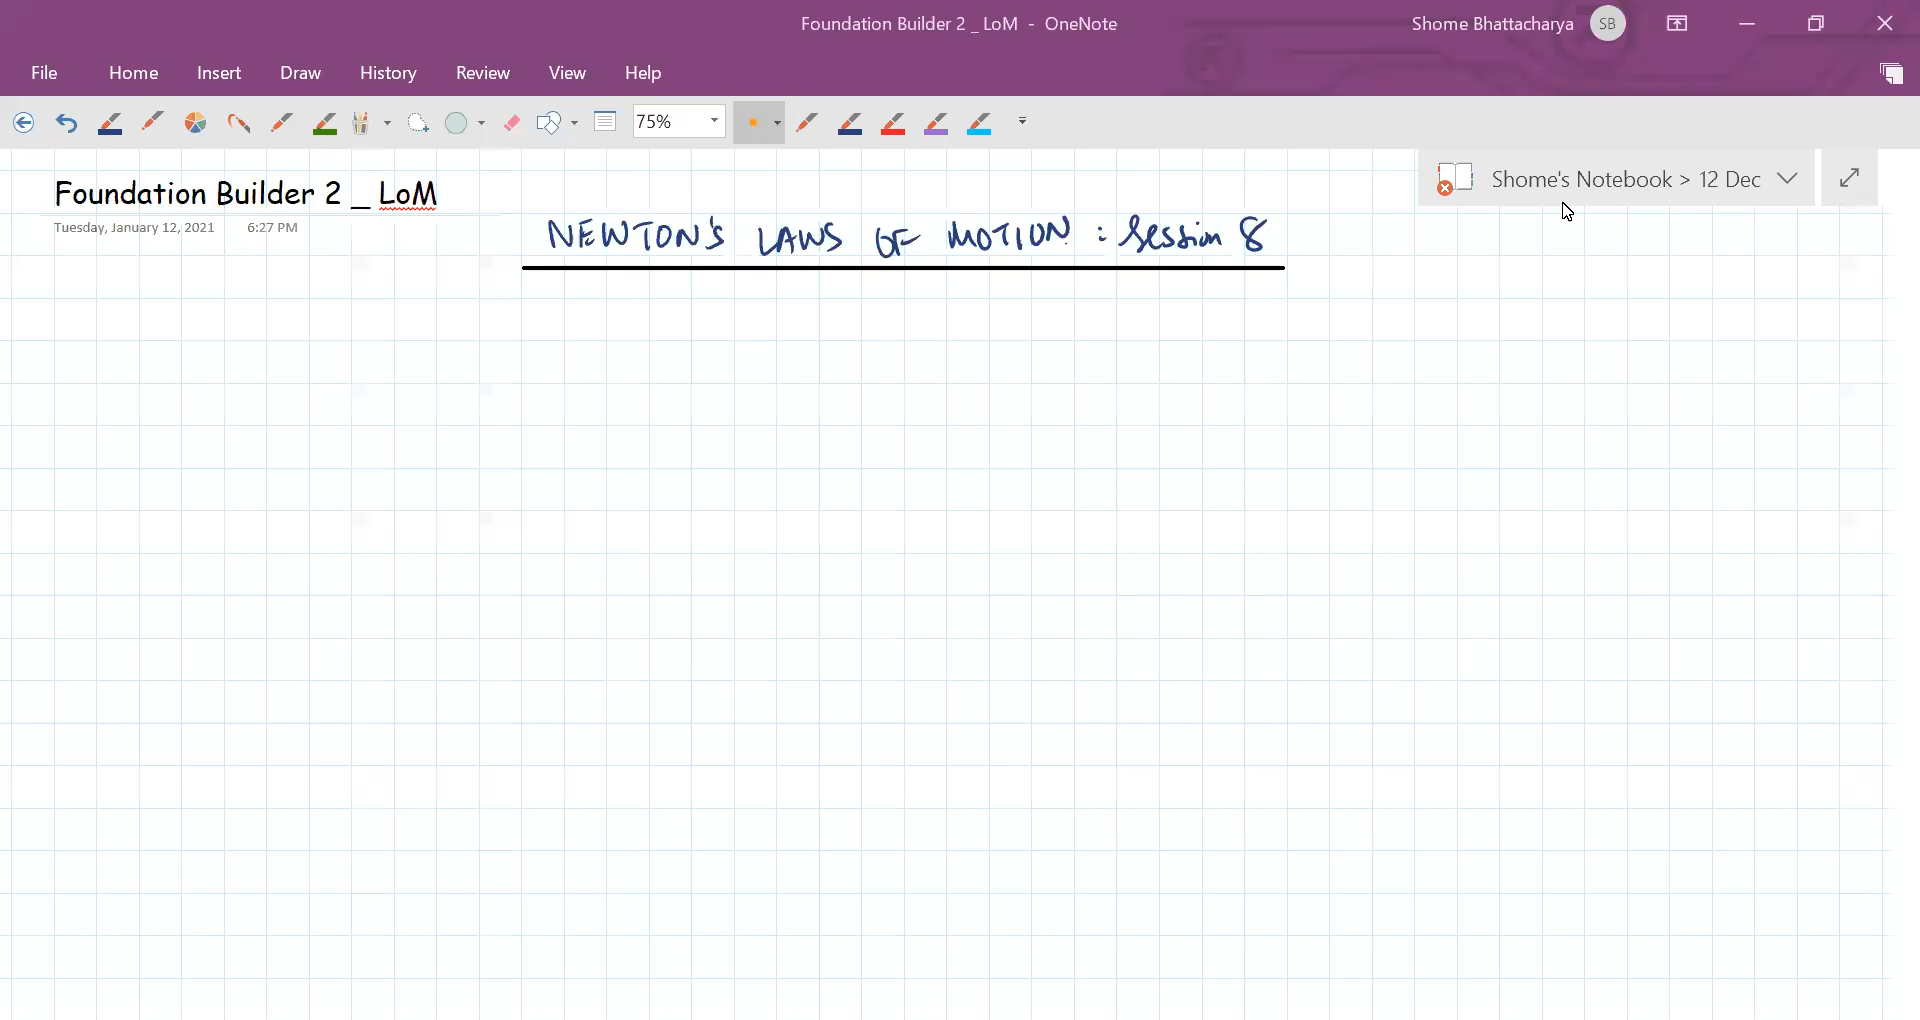 Foundation Builder 2 _ LoM - OneNote
Shome Bhattacharya SB
File Home Insert Draw History Review View Help
75%
Foundation Builder 2 _ LoM
Shome's Notebook > 12 Dec
Tuesday, January 12, 2021 6:27 PM
NEWTON'S LAWS OF MOTION : Session 8